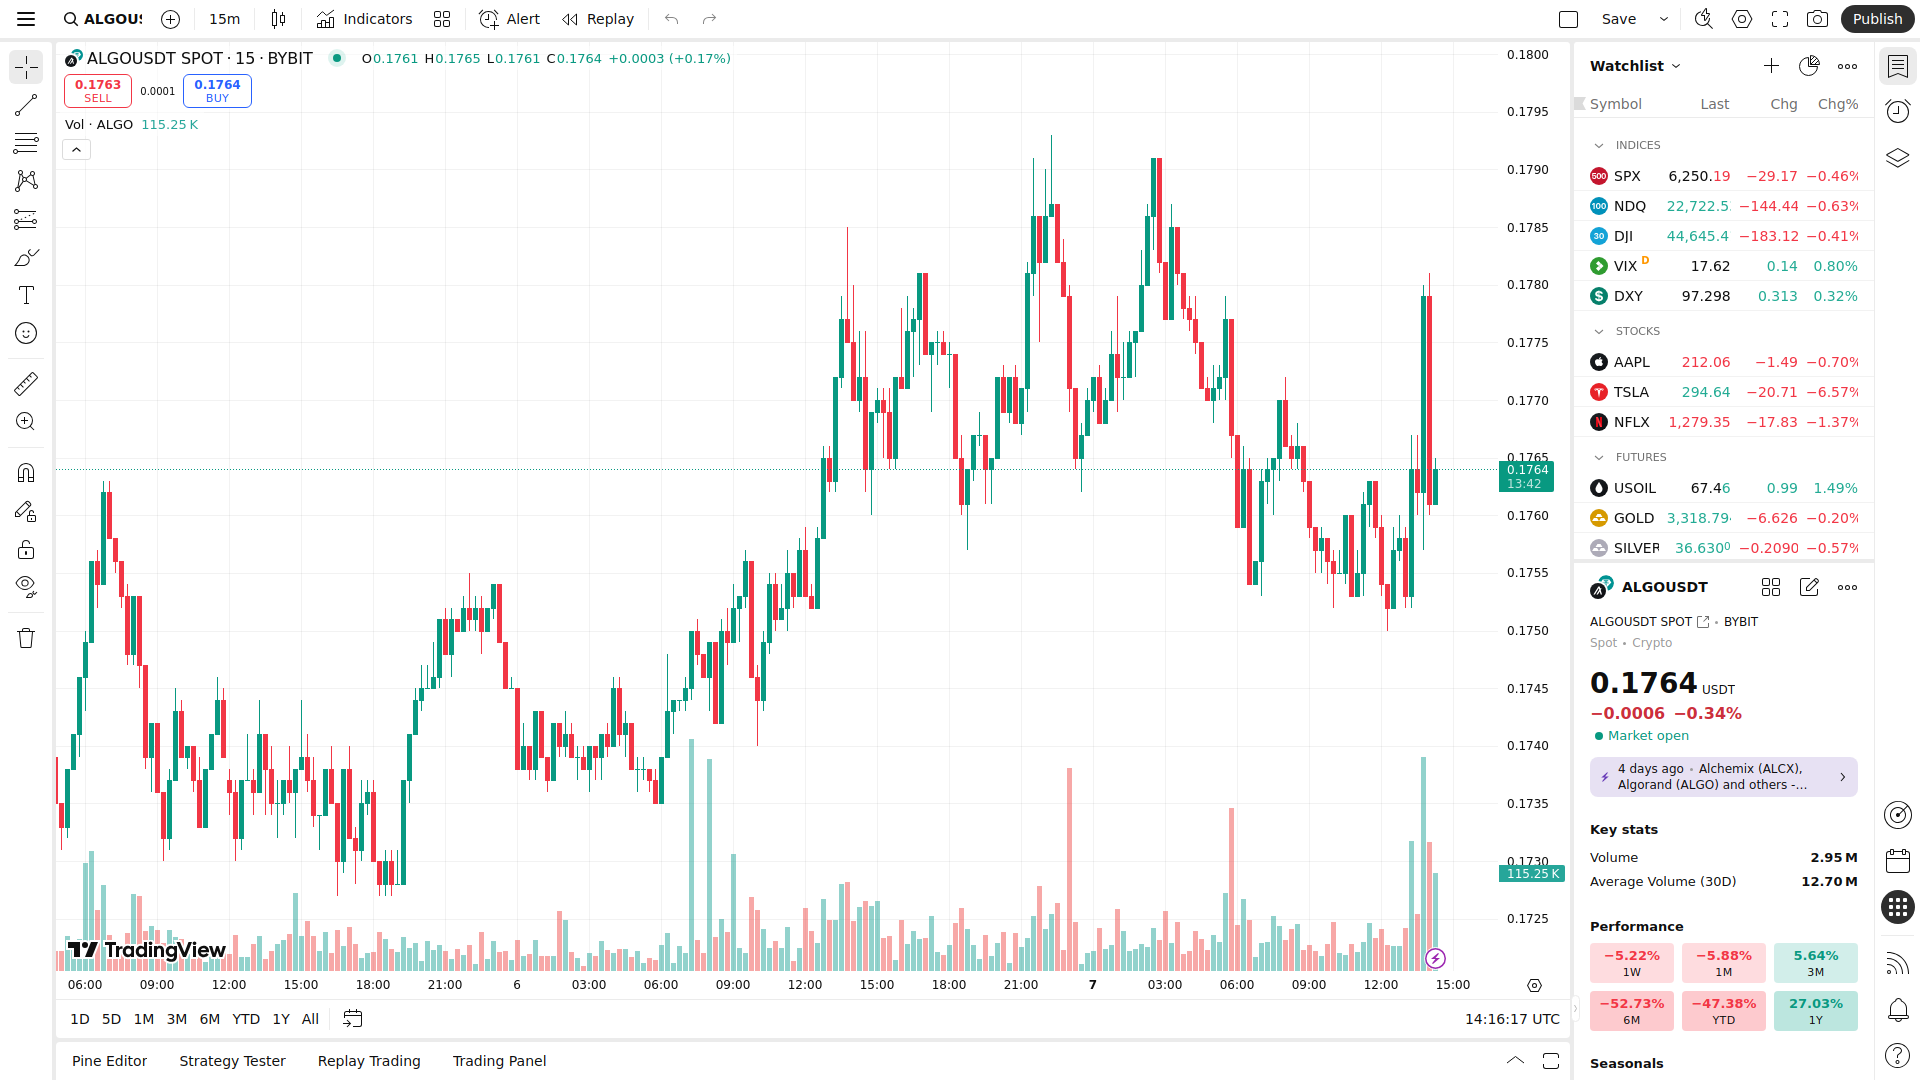 ALGOUS
15m
Indicators
Alert
Replay
Save
Publish
ALGOUSDT SPOT · 15 · BYBIT
O0.1761 H0.1765 L0.1761 C0.1764 +0.0003 (+0.17%)
0.1763
SELL
0.0001
0.1764
BUY
Vol · ALGO 115.25 K
0.1800
0.1795
0.1790
0.1785
0.1780
0.1775
0.1770
0.1765
0.1764
13:42
0.1760
0.1755
0.1750
0.1745
0.1740
0.1735
0.1730
115.25 K
0.1725
TradingView
06:00 09:00 12:00 15:00 18:00 21:00 6 03:00 06:00 09:00 12:00 15:00 18:00 21:00 7 03:00 06:00 09:00 12:00 15:00
1D 5D 1M 3M 6M YTD 1Y All
14:16:17 UTC
Pine Editor Strategy Tester Replay Trading Trading Panel
Watchlist
Symbol Last Chg Chg%
INDICES
500 SPX 6,250.19 −29.17 −0.46%
100 NDQ 22,722.5 −144.44 −0.63%
30 DJI 44,645.4 −183.12 −0.41%
VIX D 17.62 0.14 0.80%
$ DXY 97.298 0.313 0.32%
STOCKS
AAPL 212.06 −1.49 −0.70%
TSLA 294.64 −20.71 −6.57%
NFLX 1,279.35 −17.83 −1.37%
FUTURES
USOIL 67.46 0.99 1.49%
GOLD 3,318.79 −6.626 −0.20%
SILVER 36.6300 −0.2090 −0.57%
ALGOUSDT
ALGOUSDT SPOT • BYBIT
Spot • Crypto
0.1764 USDT
−0.0006 −0.34%
Market open
4 days ago • Alchemix (ALCX),
Algorand (ALGO) and others -...
Key stats
Volume 2.95 M
Average Volume (30D) 12.70 M
Performance
−5.22% −5.88% 5.64%
1W 1M 3M
−52.73% −47.38% 27.03%
6M YTD 1Y
Seasonals